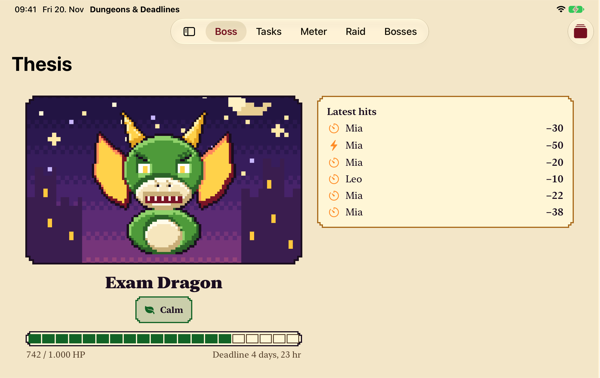 09:41 Fri 20. Nov Dungeons & Deadlines
Boss Tasks Meter Raid Bosses
Thesis
Exam Dragon
Calm
742 / 1.000 HP Deadline 4 days, 23 hr
Latest hits
Mia −30
Mia −50
Mia −20
Leo −10
Mia −22
Mia −38